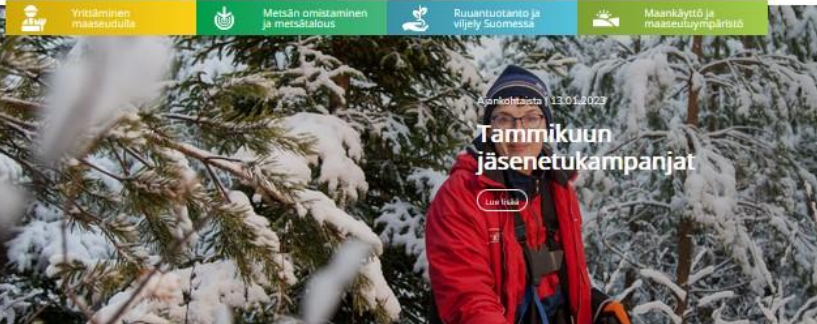 Yrittäminen
maaseudulla
Metsän omistaminen
ja metsätalous
Ruuantuotanto ja
viljely Suomessa
Maankäyttö ja
maaseutuympäristö
Ajankohtaista | 13.01.2023
Tammikuun
jäsenetukampanjat
Lue lisää